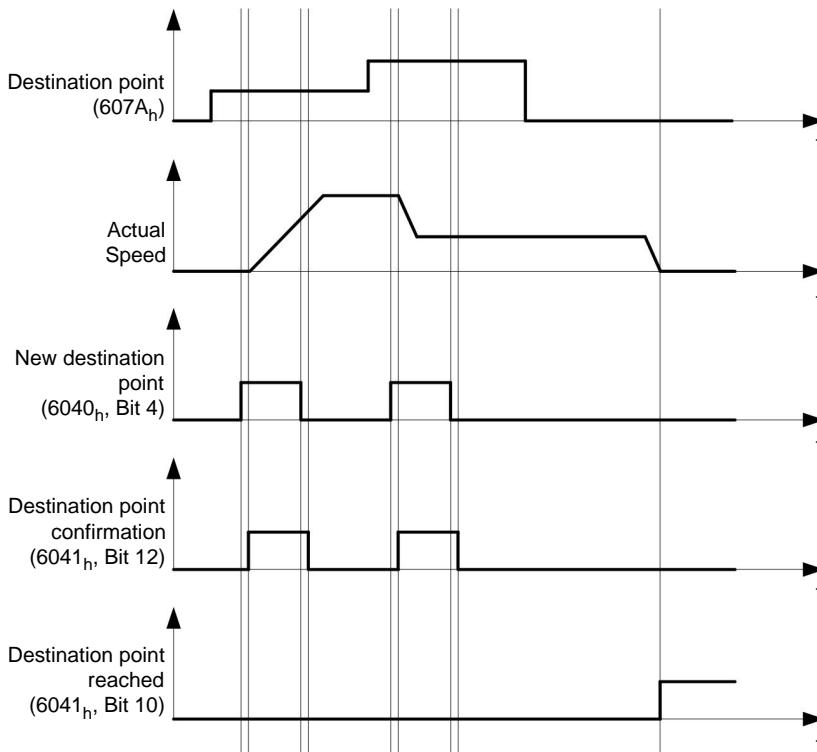 Destination point
(607Ah)
Actual
Speed
New destination
point
(6040h, Bit 4)
Destination point
confirmation
(6041h, Bit 12)
Destination point
reached
(6041h, Bit 10)